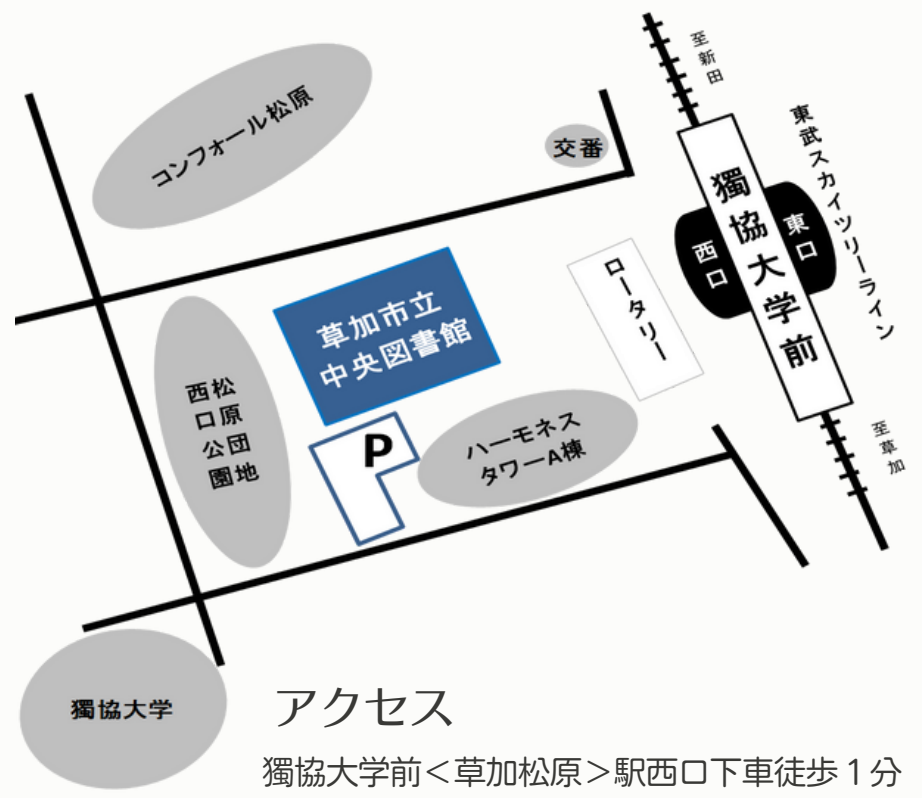 至新田
コンフォール松原
交番
東武スカイツリーライン
獨協大学前
西口
東口
ロータリー
草加市立
中央図書館
西松
口原
公団
園地
P
ハーモネス
タワーA棟
至草加
獨協大学
アクセス
獨協大学前＜草加松原＞駅西口下車徒歩１分